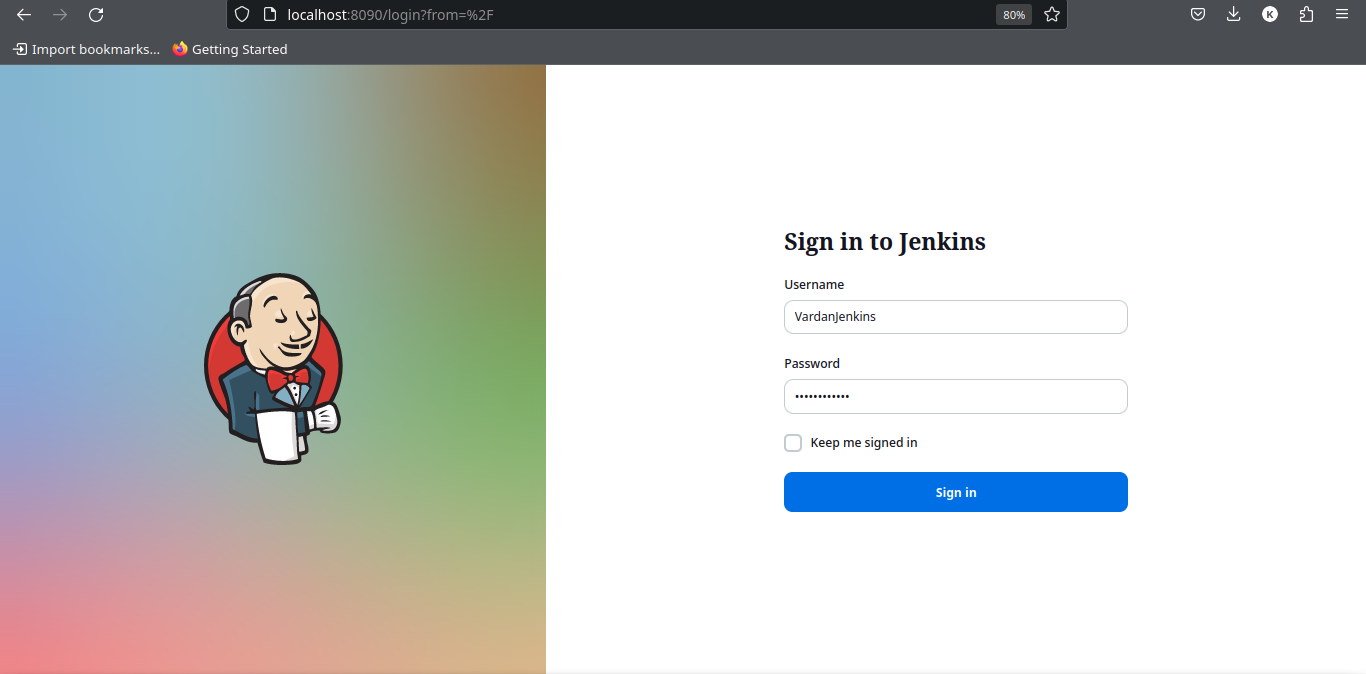 localhost:8090/login?from=%2F
80%
K
Import bookmarks...
Getting Started
Sign in to Jenkins
Username
VardanJenkins
Password
••••••••••••
Keep me signed in
Sign in